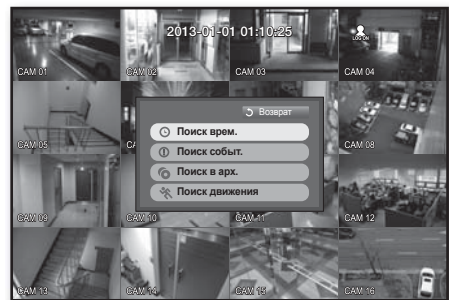 2013-01-01 01:10:25
LOG ON
CAM 01
CAM 02
CAM 03
CAM 04
Возврат
Поиск врем.
CAM 05
CAM 08
Поиск событ.
Поиск в арх.
Поиск движения
CAM 09
CAM 10
CAM 11
CAM 12
CAM 13
CAM 14
CAM 15
CAM 16